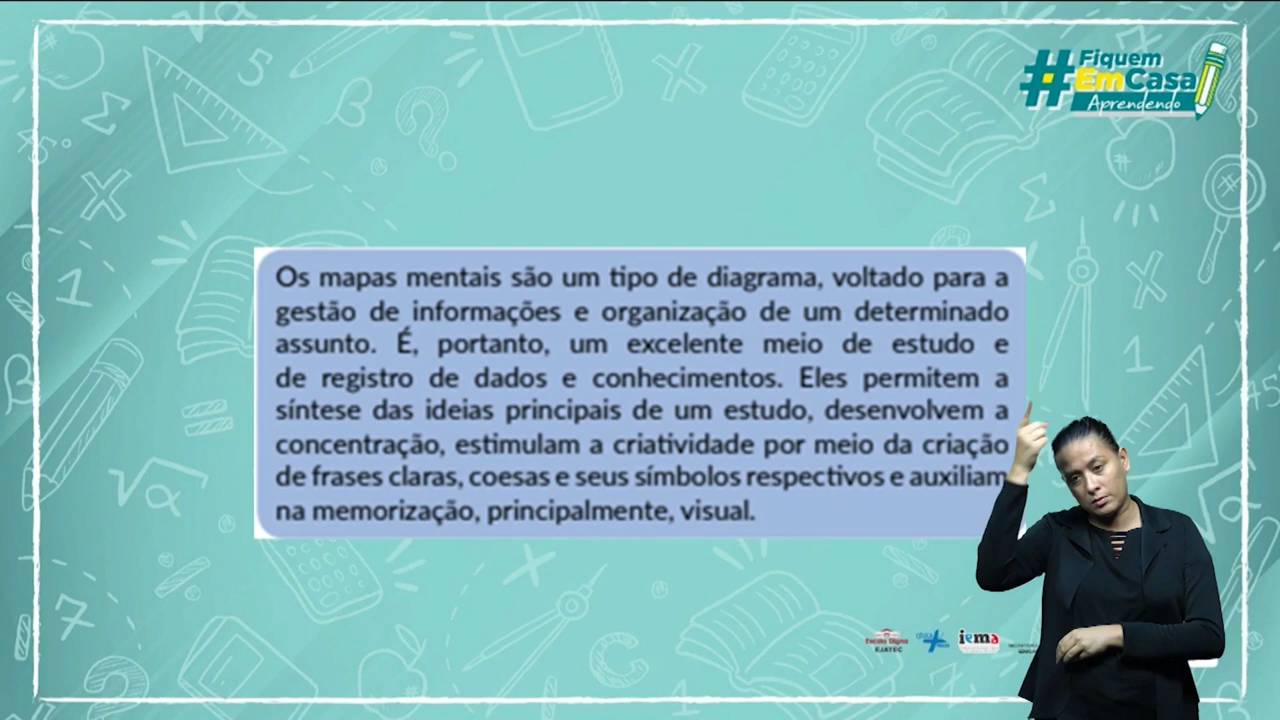 #Fiquem
EmCasa
Aprendendo
Os mapas mentais são um tipo de diagrama, voltado para a
gestão de informações e organização de um determinado
assunto. É, portanto, um excelente meio de estudo e
de registro de dados e conhecimentos. Eles permitem a
síntese das ideias principais de um estudo, desenvolvem a
concentração, estimulam a criatividade por meio da criação
de frases claras, coesas e seus símbolos respectivos e auxiliam
na memorização, principalmente, visual.
Escola Digna
EJATEC
iema